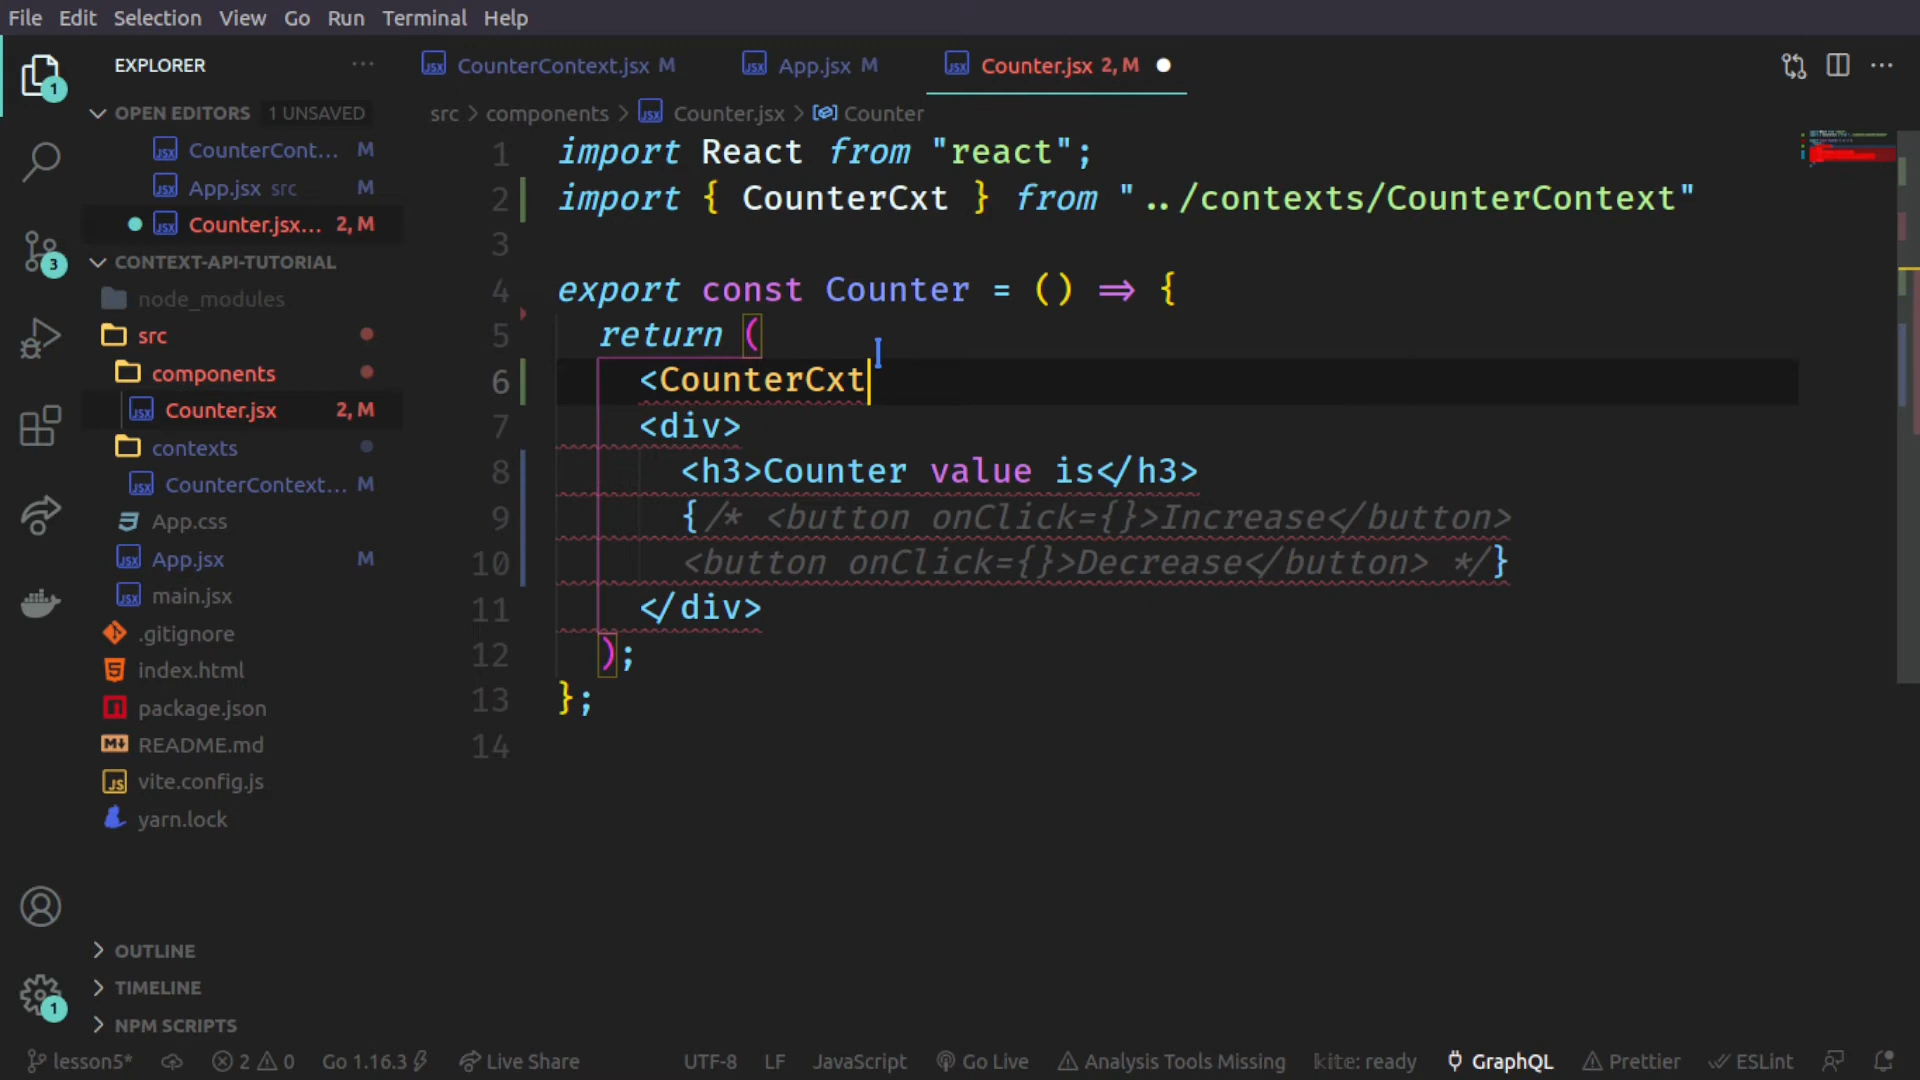 File Edit Selection View Go Run Terminal Help
EXPLORER
OPEN EDITORS 1 UNSAVED
CounterCont... M
App.jsx src M
Counter.jsx... 2, M
CONTEXT-API-TUTORIAL
node_modules
src
components
Counter.jsx 2, M
contexts
CounterContext... M
App.css
App.jsx M
main.jsx
.gitignore
index.html
package.json
README.md
vite.config.js
yarn.lock
OUTLINE
TIMELINE
NPM SCRIPTS
CounterContext.jsx M App.jsx M Counter.jsx 2, M
src > components > Counter.jsx > Counter
1 import React from "react";
2 import { CounterCxt } from "../contexts/CounterContext"
3
4 export const Counter = () => {
5 return (
6 <CounterCxt
7 <div>
8 <h3>Counter value is</h3>
9 {/* <button onClick={}>Increase</button>
10 <button onClick={}>Decrease</button> */}
11 </div>
12 );
13 };
14
lesson5* 2 0 Go 1.16.3 Live Share UTF-8 LF JavaScript Go Live Analysis Tools Missing kite: ready GraphQL Prettier ESLint
1
3
1